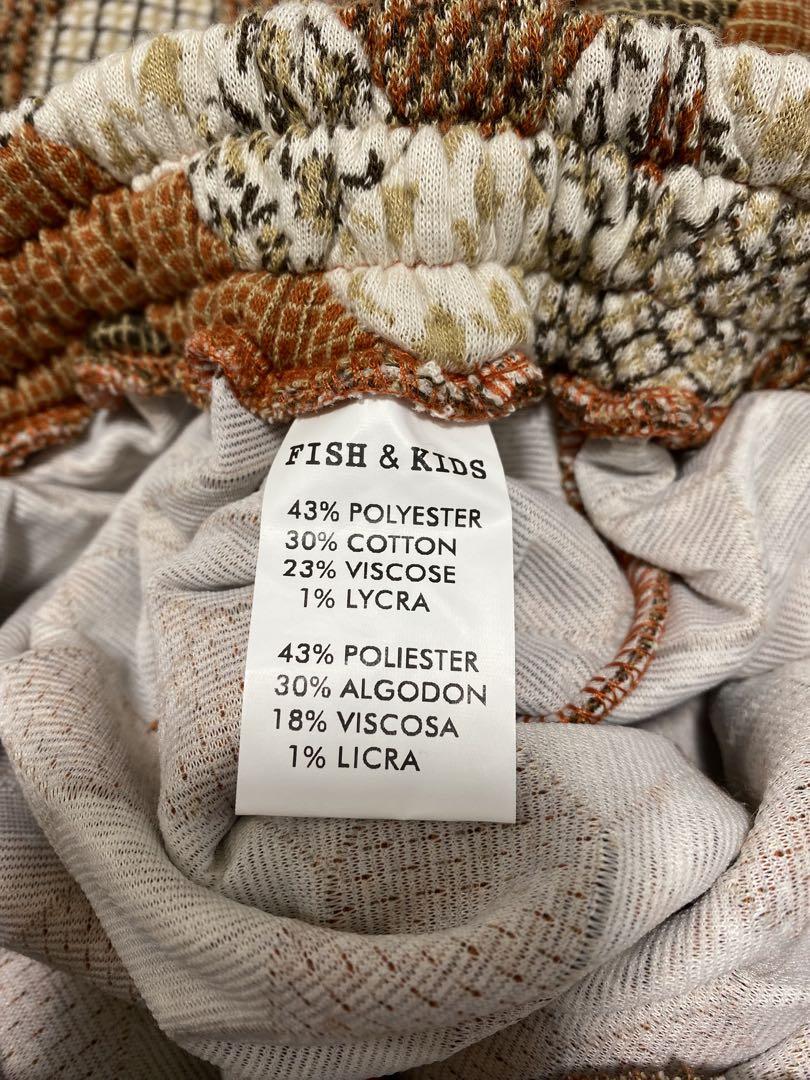 FISH & KIDS
43% POLYESTER
30% COTTON
23% VISCOSE
1% LYCRA
43% POLIESTER
30% ALGODON
18% VISCOSA
1% LICRA